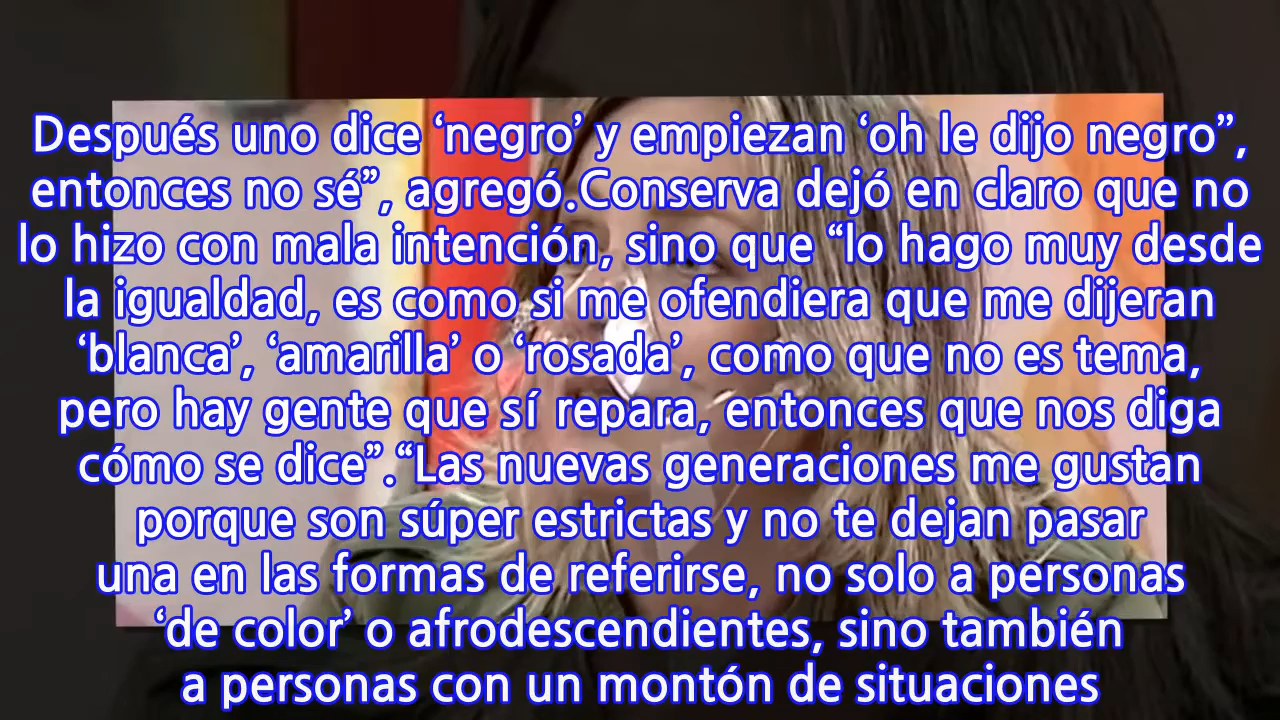 Después uno dice ‘negro’ y empiezan ‘oh le dijo negro”,
entonces no sé”, agregó.Conserva dejó en claro que no
lo hizo con mala intención, sino que “lo hago muy desde
la igualdad, es como si me ofendiera que me dijeran
‘blanca’, ‘amarilla’ o ‘rosada’, como que no es tema,
pero hay gente que sí repara, entonces que nos diga
cómo se dice”.“Las nuevas generaciones me gustan
porque son súper estrictas y no te dejan pasar
una en las formas de referirse, no solo a personas
‘de color’ o afrodescendientes, sino también
a personas con un montón de situaciones